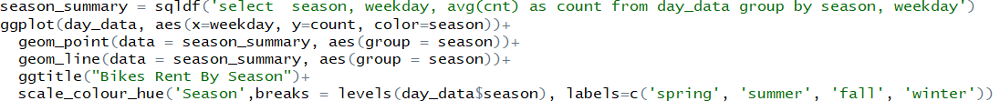 season_summary = sqldf('select  season, weekday, avg(cnt) as count from day_data group by season, weekday')
ggplot(day_data, aes(x=weekday, y=count, color=season))+
  geom_point(data = season_summary, aes(group = season))+
  geom_line(data = season_summary, aes(group = season))+
  ggtitle("Bikes Rent By Season")+
  scale_colour_hue('Season',breaks = levels(day_data$season), labels=c('spring', 'summer', 'fall', 'winter'))